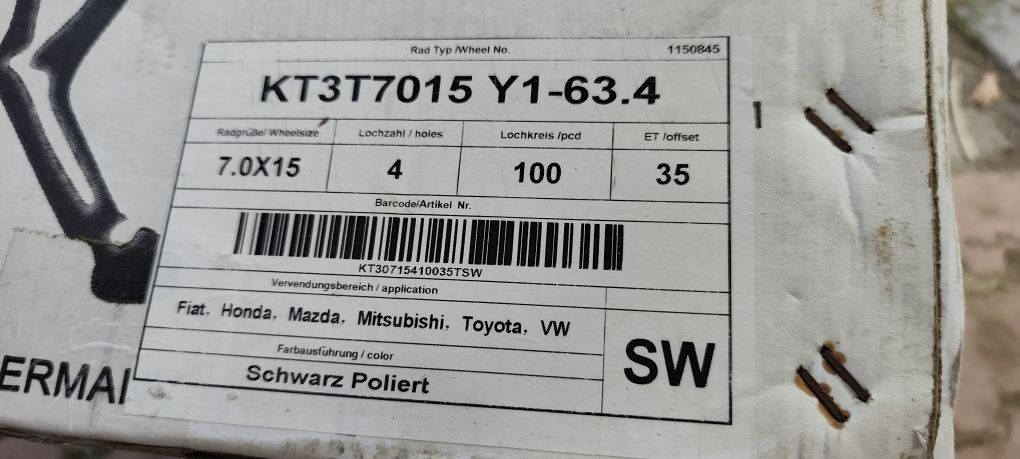 Rad Typ /Wheel No. 1150845
KT3T7015 Y1-63.4
Radgröße/ Wheelsize Lochzahl / holes Lochkreis /pcd ET /offset
7.0X15 4 100 35
Barcode/Artikel Nr.
KT30715410035TSW
Verwendungsbereich / application
Fiat, Honda, Mazda, Mitsubishi, Toyota, VW
SW
Farbausführung / color
Schwarz Poliert
ERMAI